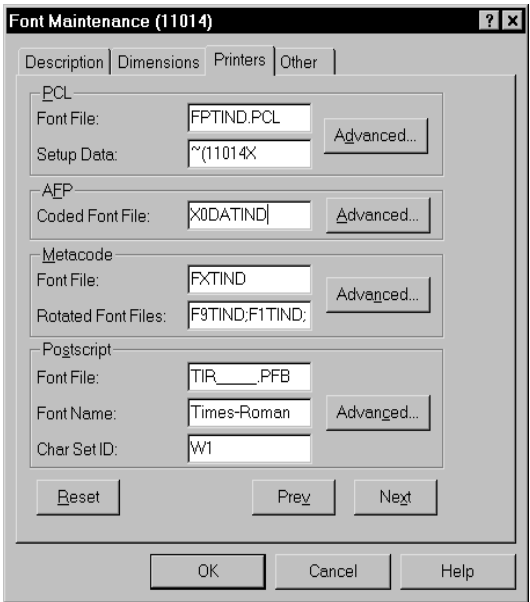 Font Maintenance (11014)
? X
Description Dimensions Printers Other
PCL
Font File: FPTIND.PCL
Setup Data: ~(11014X
Advanced...
AFP
Coded Font File: X0DATIND
Advanced...
Metacode
Font File: FXTIND
Rotated Font Files: F9TIND;F1TIND;
Advanced...
Postscript
Font File: TIR_____.PFB
Font Name: Times-Roman
Char Set ID: W1
Advanced...
Reset Prev Next
OK Cancel Help